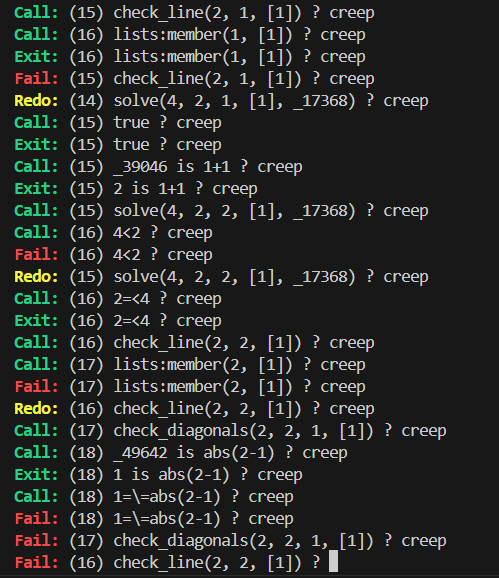 Call: (15) check_line(2, 1, [1]) ? creep
Call: (16) lists:member(1, [1]) ? creep
Exit: (16) lists:member(1, [1]) ? creep
Fail: (15) check_line(2, 1, [1]) ? creep
Redo: (14) solve(4, 2, 1, [1], _17368) ? creep
Call: (15) true ? creep
Exit: (15) true ? creep
Call: (15) _39046 is 1+1 ? creep
Exit: (15) 2 is 1+1 ? creep
Call: (15) solve(4, 2, 2, [1], _17368) ? creep
Call: (16) 4<2 ? creep
Fail: (16) 4<2 ? creep
Redo: (15) solve(4, 2, 2, [1], _17368) ? creep
Call: (16) 2=<4 ? creep
Exit: (16) 2=<4 ? creep
Call: (16) check_line(2, 2, [1]) ? creep
Call: (17) lists:member(2, [1]) ? creep
Fail: (17) lists:member(2, [1]) ? creep
Redo: (16) check_line(2, 2, [1]) ? creep
Call: (17) check_diagonals(2, 2, 1, [1]) ? creep
Call: (18) _49642 is abs(2-1) ? creep
Exit: (18) 1 is abs(2-1) ? creep
Call: (18) 1=\=abs(2-1) ? creep
Fail: (18) 1=\=abs(2-1) ? creep
Fail: (17) check_diagonals(2, 2, 1, [1]) ? creep
Fail: (16) check_line(2, 2, [1]) ?